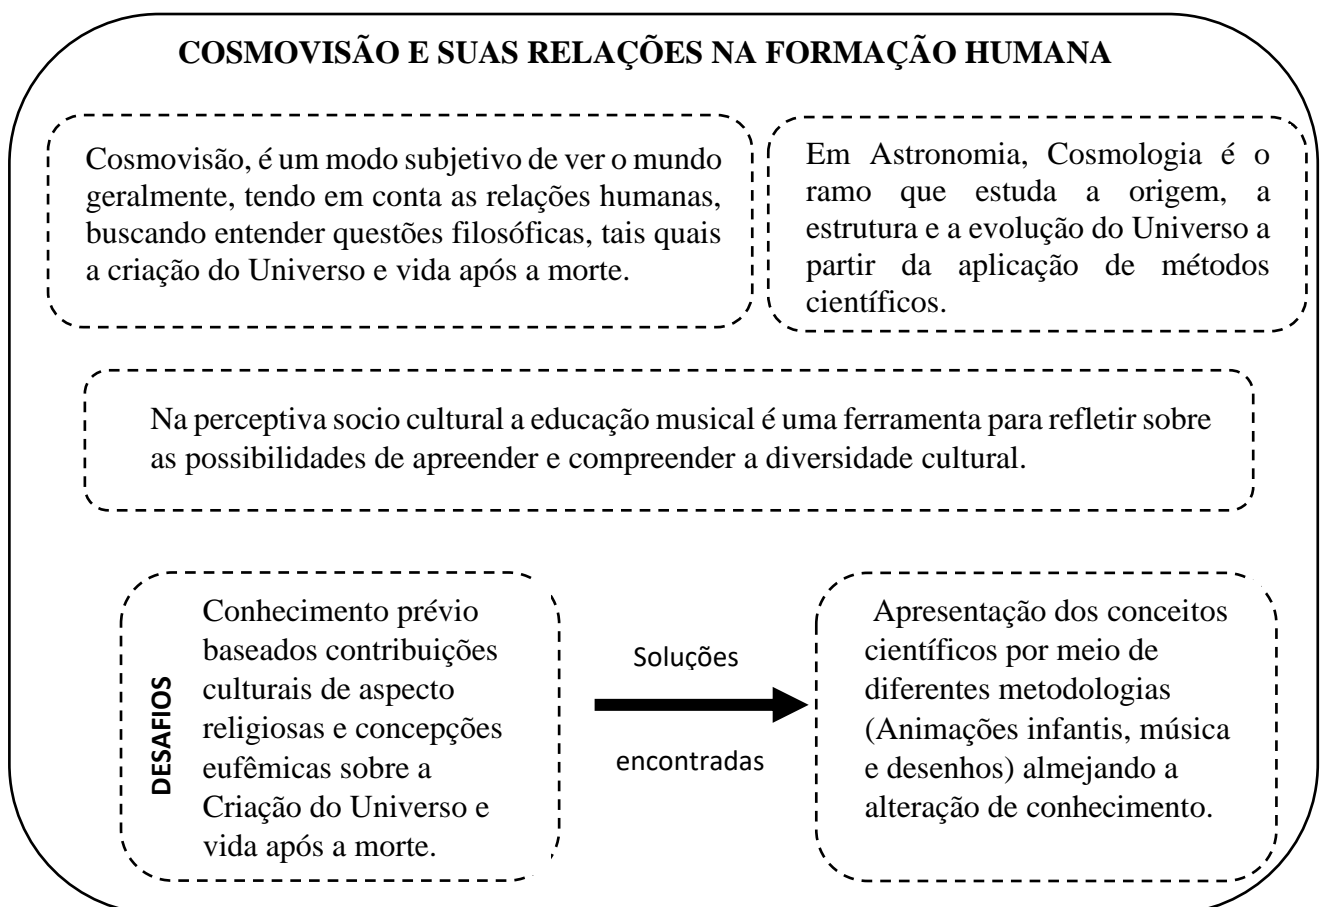 COSMOVISÃO E SUAS RELAÇÕES NA FORMAÇÃO HUMANA
Cosmovisão, é um modo subjetivo de ver o mundo
geralmente, tendo em conta as relações humanas,
buscando entender questões filosóficas, tais quais
a criação do Universo e vida após a morte.
Em Astronomia, Cosmologia é o
ramo que estuda a origem, a
estrutura e a evolução do Universo a
partir da aplicação de métodos
científicos.
Na perceptiva socio cultural a educação musical é uma ferramenta para refletir sobre
as possibilidades de apreender e compreender a diversidade cultural.
DESAFIOS
Conhecimento prévio
baseados contribuições
culturais de aspecto
religiosas e concepções
eufêmicas sobre a
Criação do Universo e
vida após a morte.
Soluções
encontradas
Apresentação dos conceitos
científicos por meio de
diferentes metodologias
(Animações infantis, música
e desenhos) almejando a
alteração de conhecimento.